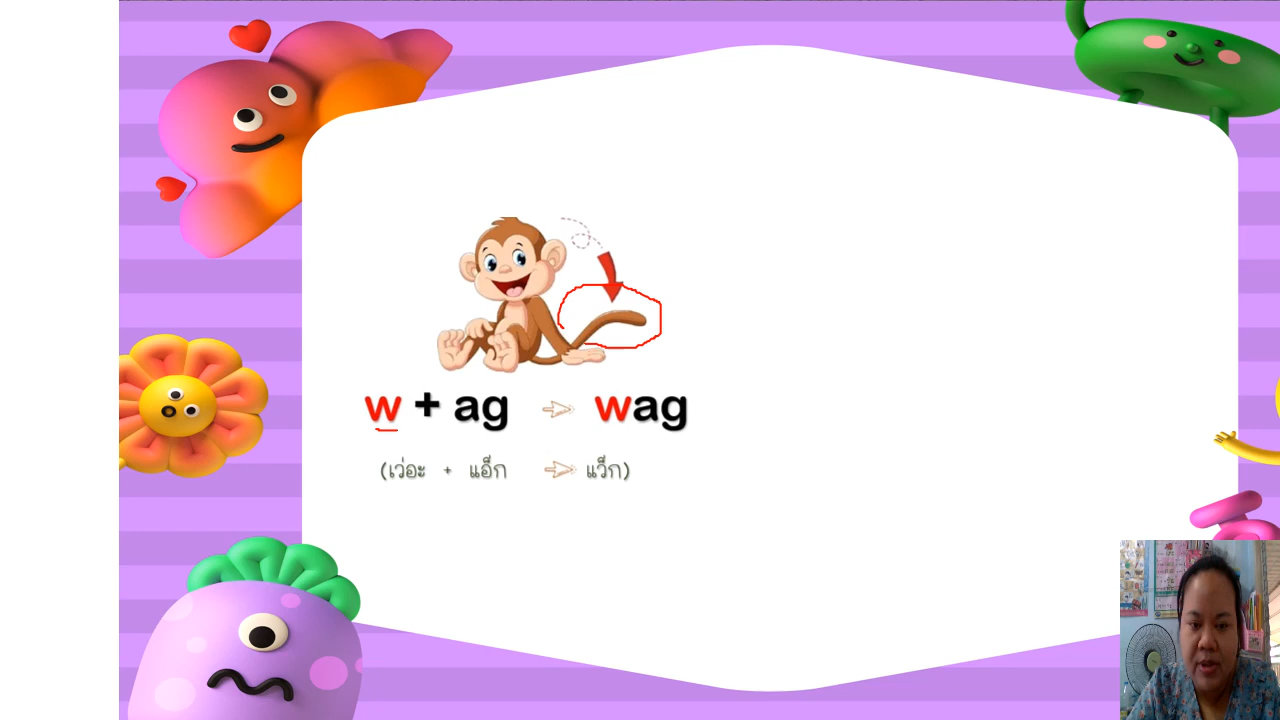 w + ag ⇨ wag
(เว่อะ + แอ็ก ⇨ แว็ก)